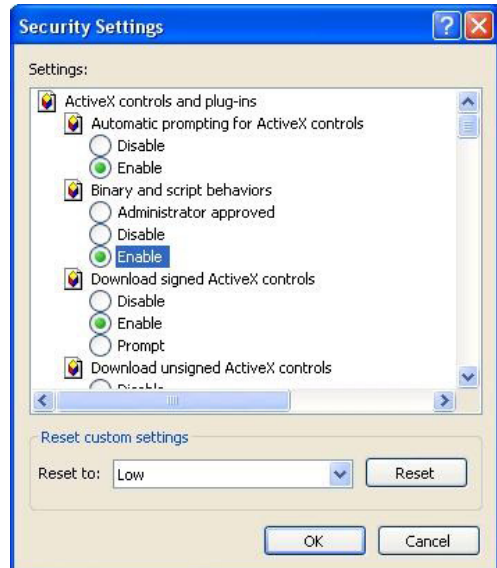 Security Settings
Settings:
ActiveX controls and plug-ins
Automatic prompting for ActiveX controls
Disable
Enable
Binary and script behaviors
Administrator approved
Disable
Enable
Download signed ActiveX controls
Disable
Enable
Prompt
Download unsigned ActiveX controls
Disable
Reset custom settings
Reset to: Low Reset
OK Cancel